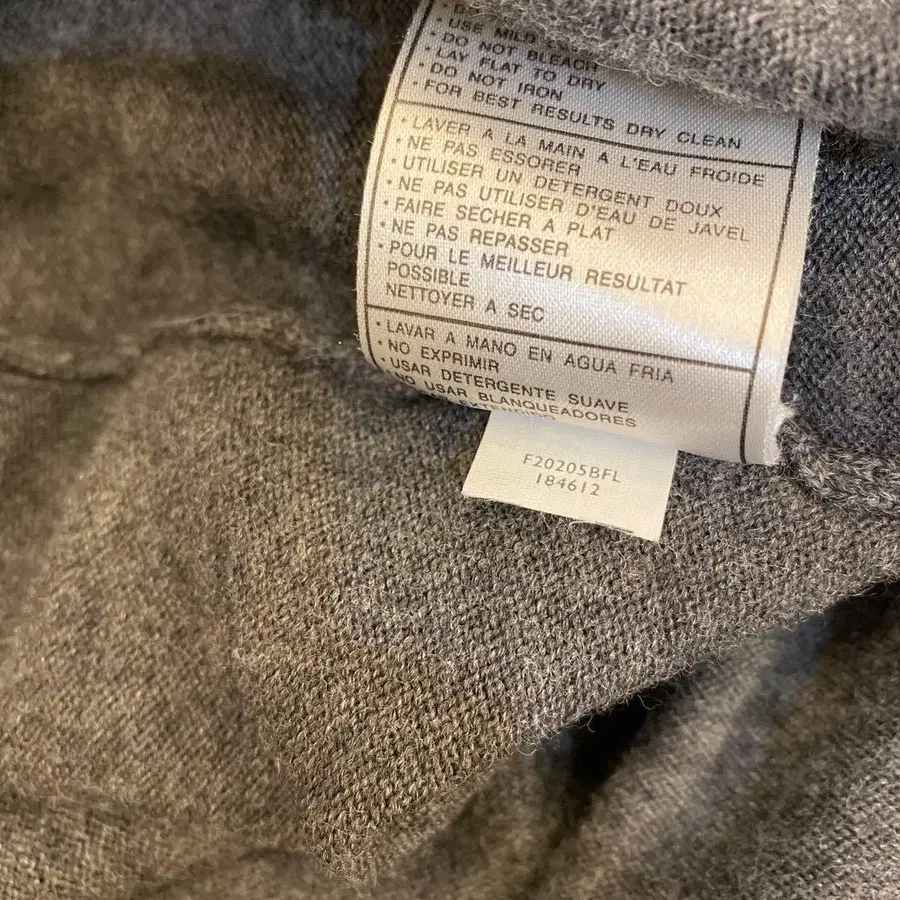 · USE MILD
· DO NOT BLEACH
· LAY FLAT TO DRY
· DO NOT IRON
· FOR BEST RESULTS DRY CLEAN
· LAVER A LA MAIN A L'EAU FROIDE
· NE PAS ESSORER
· UTILISER UN DETERGENT DOUX
· NE PAS UTILISER D'EAU DE JAVEL
· FAIRE SECHER A PLAT
· NE PAS REPASSER
· POUR LE MEILLEUR RESULTAT
POSSIBLE
NETTOYER A SEC
· LAVAR A MANO EN AGUA FRIA
· NO EXPRIMIR
· USAR DETERGENTE SUAVE
NO USAR BLANQUEADORES
EXTENDIDO
F20205BFL
184612